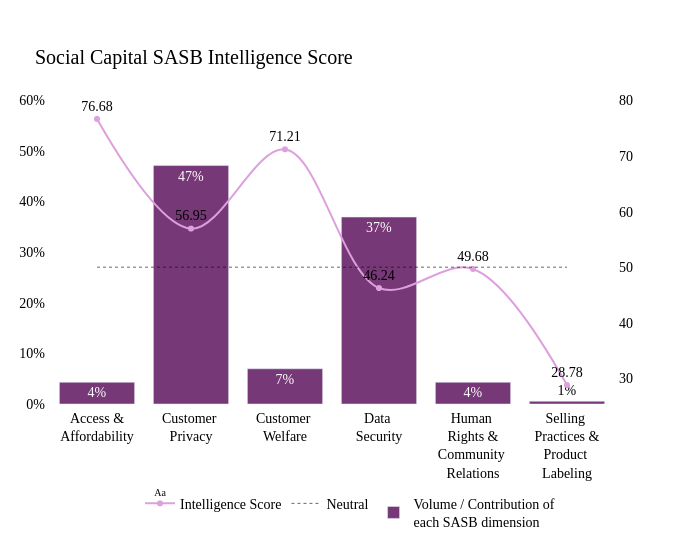 Social Capital SASB Intelligence Score
60%
50%
40%
30%
20%
10%
0%
80
70
60
50
40
30
76.68
56.95
71.21
46.24
49.68
28.78
4%
47%
7%
37%
4%
1%
Access &
Affordability
Customer
Privacy
Customer
Welfare
Data
Security
Human
Rights &
Community
Relations
Selling
Practices &
Product
Labeling
Aa
Intelligence Score
Neutral
Volume / Contribution of
each SASB dimension